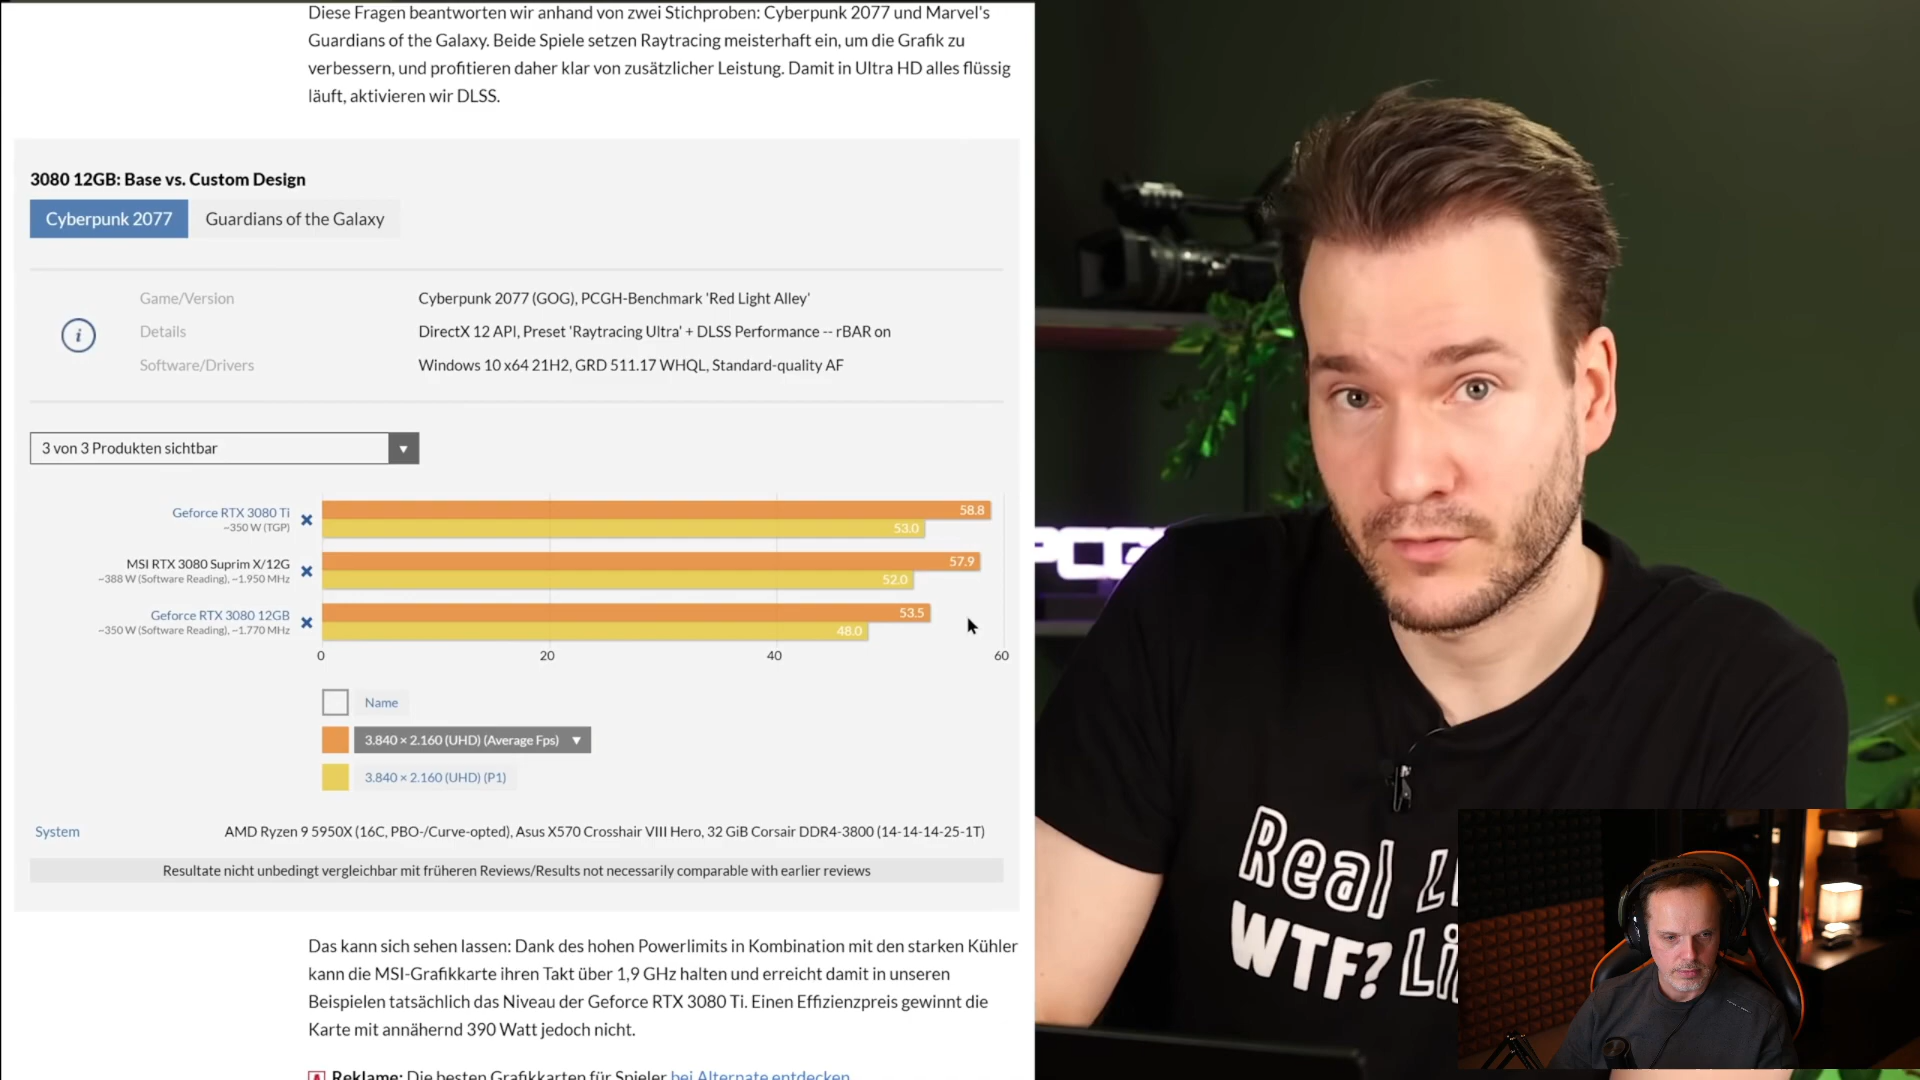 Diese Fragen beantworten wir anhand von zwei Stichproben: Cyberpunk 2077 und Marvel's
Guardians of the Galaxy. Beide Spiele setzen Raytracing meisterhaft ein, um die Grafik zu
verbessern, und profitieren daher klar von zusätzlicher Leistung. Damit in Ultra HD alles flüssig
läuft, aktivieren wir DLSS.
3080 12GB: Base vs. Custom Design
Cyberpunk 2077
Guardians of the Galaxy
Game/Version
Cyberpunk 2077 (GOG), PCGH-Benchmark 'Red Light Alley'
i
Details
DirectX 12 API, Preset 'Raytracing Ultra' + DLSS Performance -- rBAR on
Software/Drivers
Windows 10 x64 21H2, GRD 511.17 WHQL, Standard-quality AF
3 von 3 Produkten sichtbar
Geforce RTX 3080 Ti
~350 W (TGP)
58.8
53.0
MSI RTX 3080 Suprim X/12G
~388 W (Software Reading), ~1.950 MHz
57.9
52.0
Geforce RTX 3080 12GB
~350 W (Software Reading), ~1.770 MHz
53.5
48.0
0 20 40 60
Name
3.840 × 2.160 (UHD) (Average Fps)
3.840 × 2.160 (UHD) (P1)
System
AMD Ryzen 9 5950X (16C, PBO-/Curve-opted), Asus X570 Crosshair VIII Hero, 32 GiB Corsair DDR4-3800 (14-14-14-25-1T)
Resultate nicht unbedingt vergleichbar mit früheren Reviews/Results not necessarily comparable with earlier reviews
Das kann sich sehen lassen: Dank des hohen Powerlimits in Kombination mit den starken Kühler
kann die MSI-Grafikkarte ihren Takt über 1,9 GHz halten und erreicht damit in unseren
Beispielen tatsächlich das Niveau der Geforce RTX 3080 Ti. Einen Effizienzpreis gewinnt die
Karte mit annähernd 390 Watt jedoch nicht.
Reklame: Die besten Grafikkarten für Spieler bei Alternate entdecken
PCG
Real
WTF?